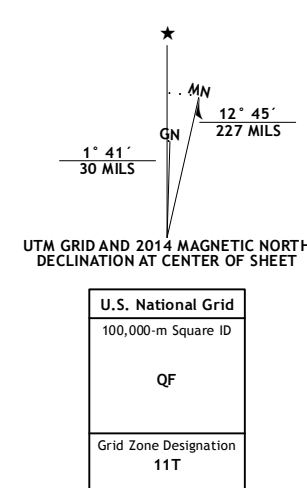 ★
MN
12° 45´
227 MILS
GN
1° 41´
30 MILS
UTM GRID AND 2014 MAGNETIC NORTH
DECLINATION AT CENTER OF SHEET
U.S. National Grid
100,000-m Square ID
QF
Grid Zone Designation
11T